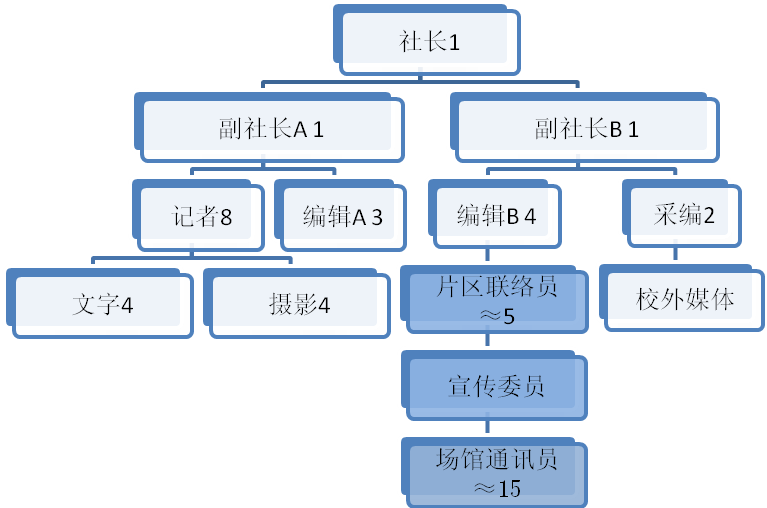 社长1
副社长A 1
副社长B 1
记者8
编辑A 3
编辑B 4
采编2
文字4
摄影4
片区联络员
≈5
校外媒体
宣传委员
场馆通讯员
≈15